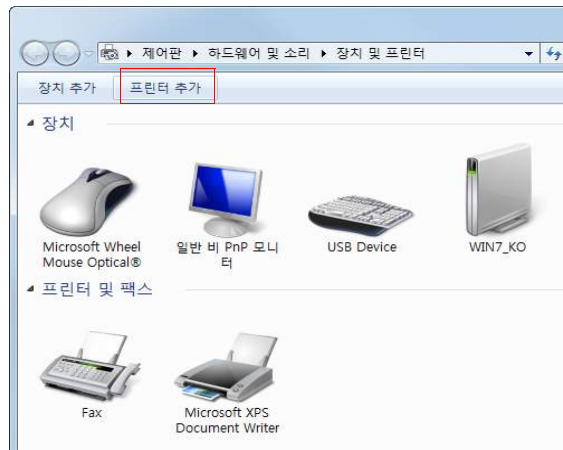 제어판 ▸ 하드웨어 및 소리 ▸ 장치 및 프린터
장치 추가 프린터 추가
장치
Microsoft Wheel
Mouse Optical®
일반 비 PnP 모니
터
USB Device
WIN7_KO
프린터 및 팩스
Fax
Microsoft XPS
Document Writer